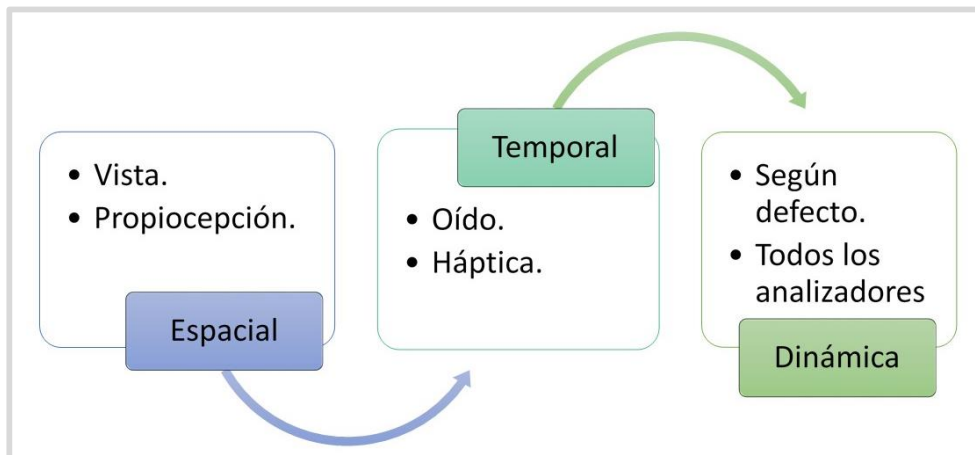 • Vista.
• Propiocepción.
Espacial
Temporal
• Oído.
• Háptica.
• Según
defecto.
• Todos los
analizadores
Dinámica